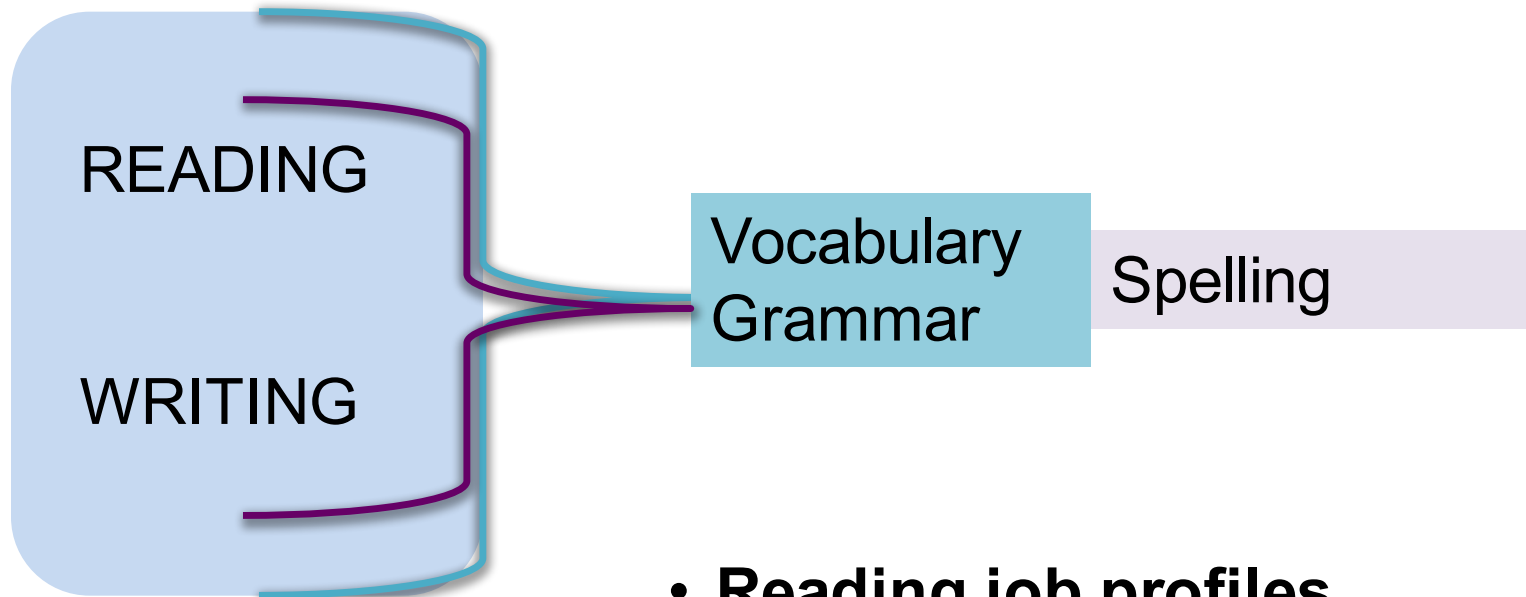 READING
WRITING
Vocabulary
Grammar
Spelling
• Reading job profiles